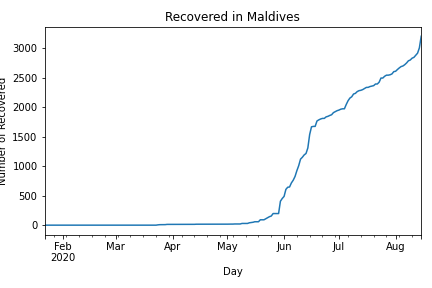 Recovered in Maldives
Number of Recovered
3000
2500
2000
1500
1000
500
0
Feb Mar Apr May Jun Jul Aug
2020
Day